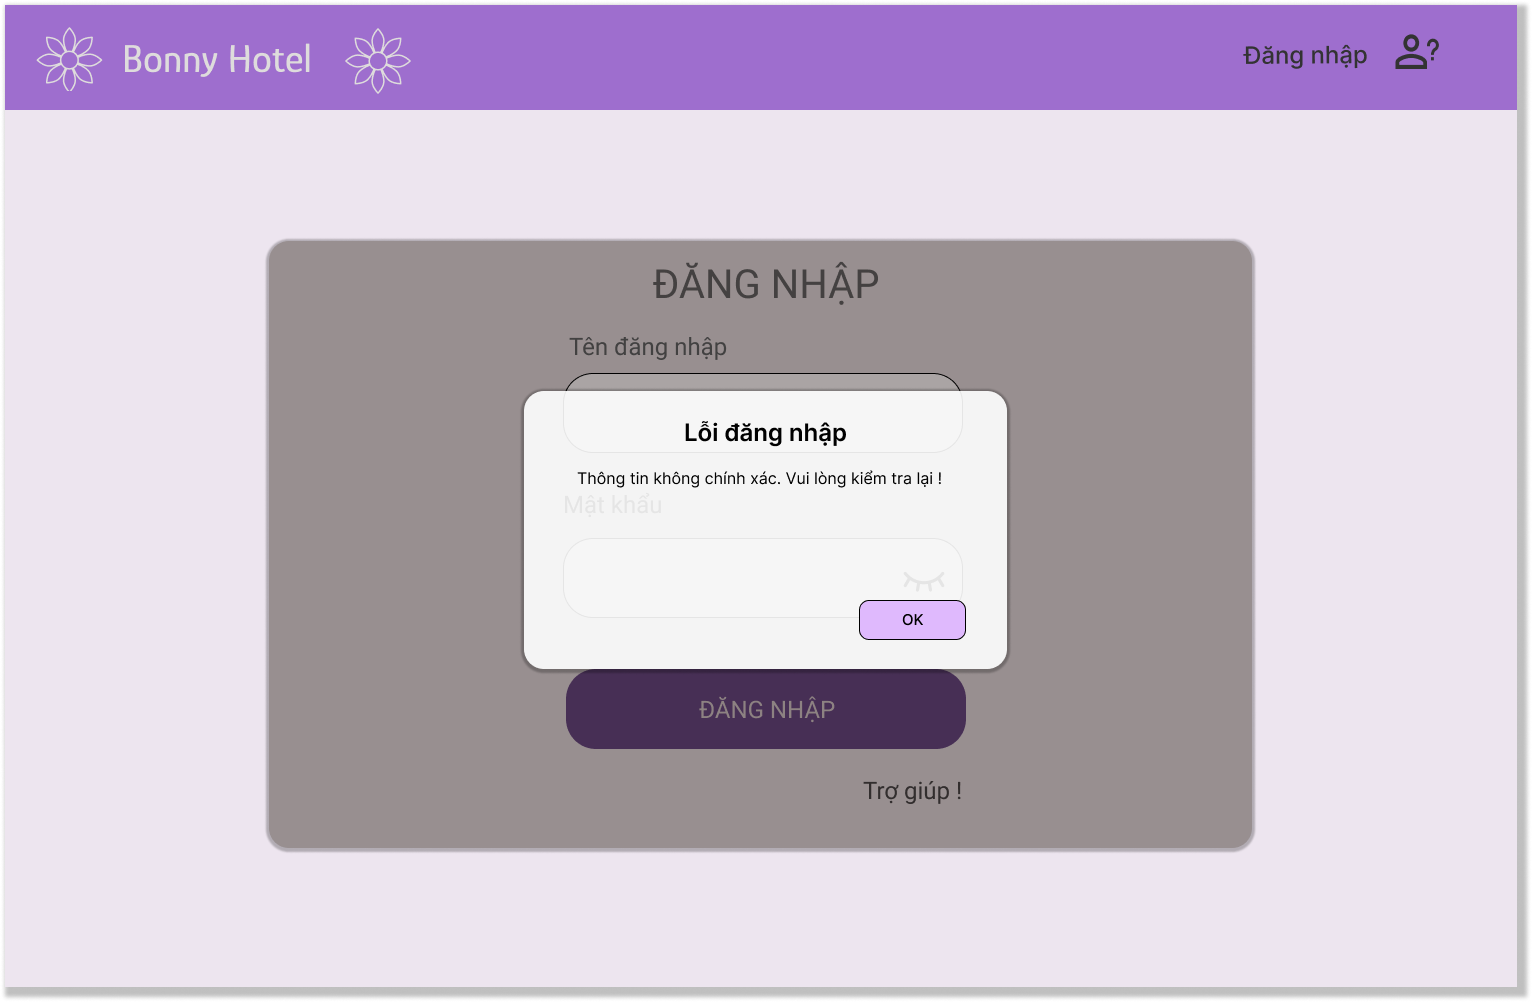 Bonny Hotel
Đăng nhập
ĐĂNG NHẬP
Tên đăng nhập
Lỗi đăng nhập
Thông tin không chính xác. Vui lòng kiểm tra lại !
Mật khẩu
OK
ĐĂNG NHẬP
Trợ giúp !